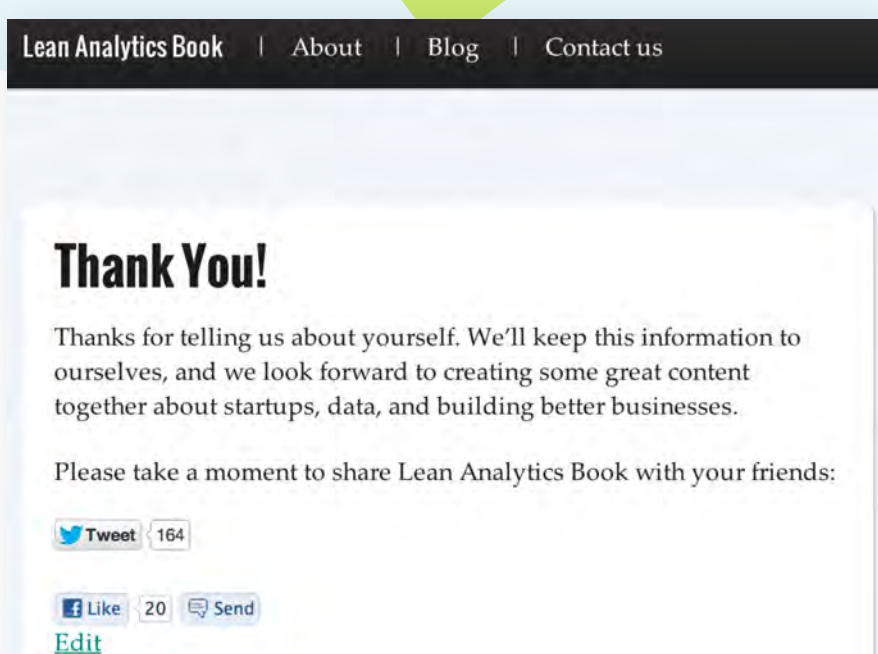 Lean Analytics Book | About | Blog | Contact us
Thank You!
Thanks for telling us about yourself. We'll keep this information to
ourselves, and we look forward to creating some great content
together about startups, data, and building better businesses.
Please take a moment to share Lean Analytics Book with your friends:
Tweet 164
Like 20 Send
Edit